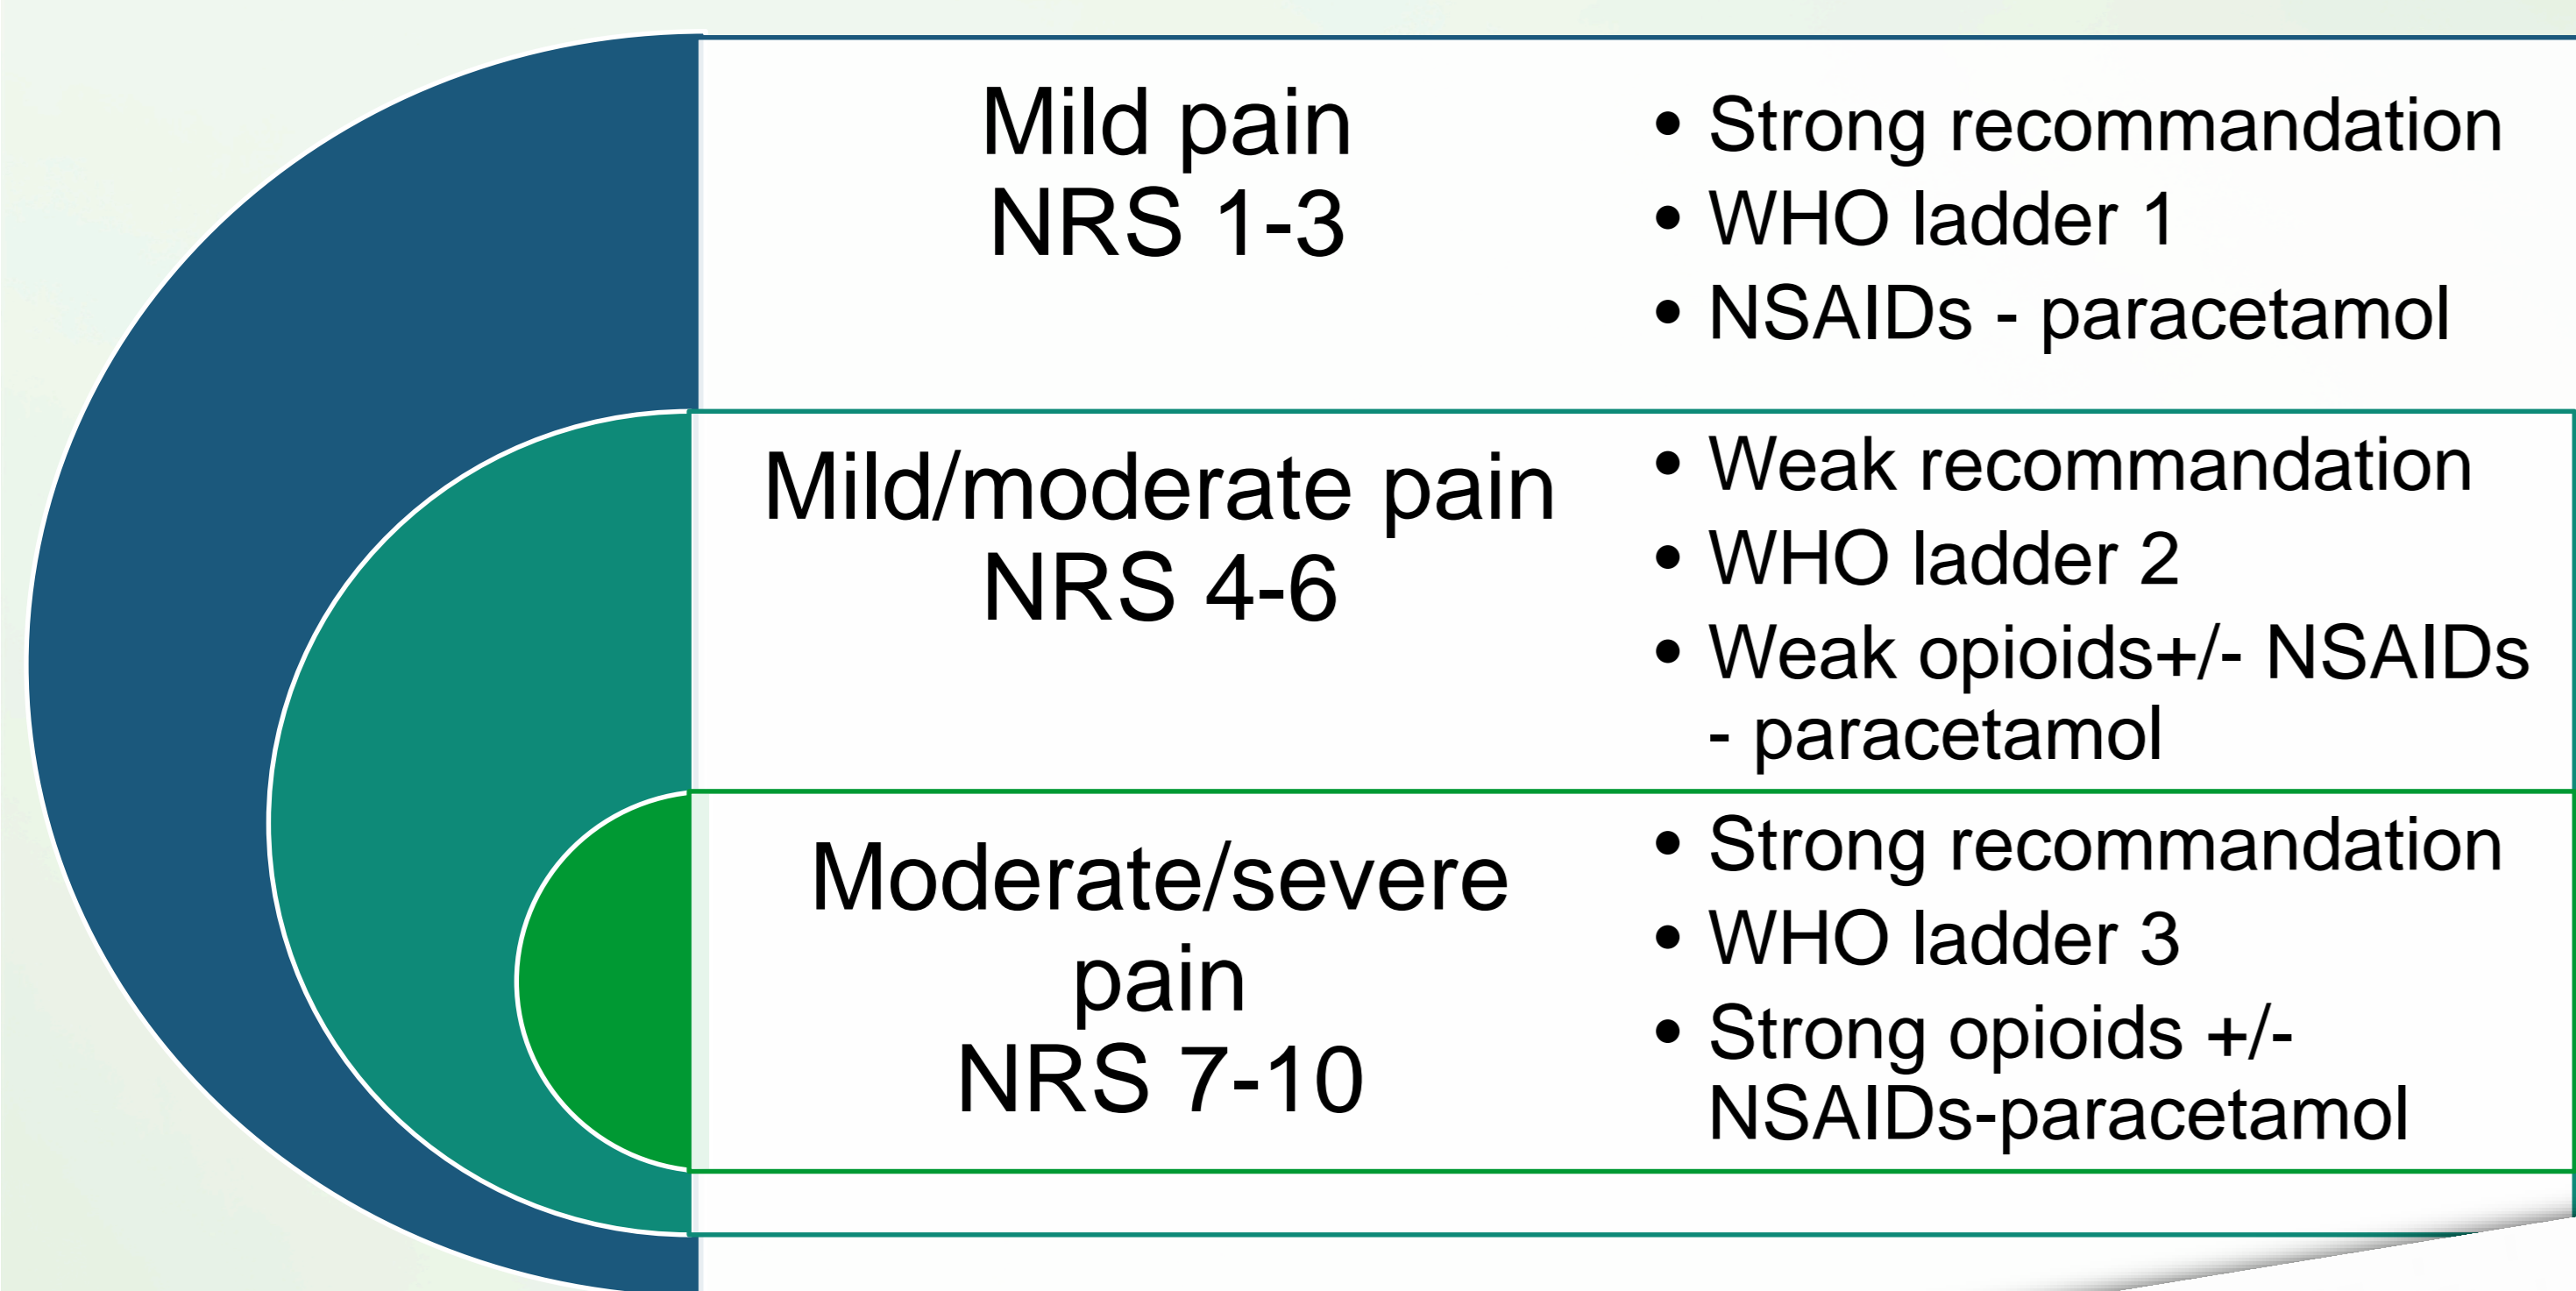 Mild pain
NRS 1-3
• Strong recommandation
• WHO ladder 1
• NSAIDs - paracetamol
Mild/moderate pain
NRS 4-6
• Weak recommandation
• WHO ladder 2
• Weak opioids+/- NSAIDs
- paracetamol
Moderate/severe
pain
NRS 7-10
• Strong recommandation
• WHO ladder 3
• Strong opioids +/-
NSAIDs-paracetamol